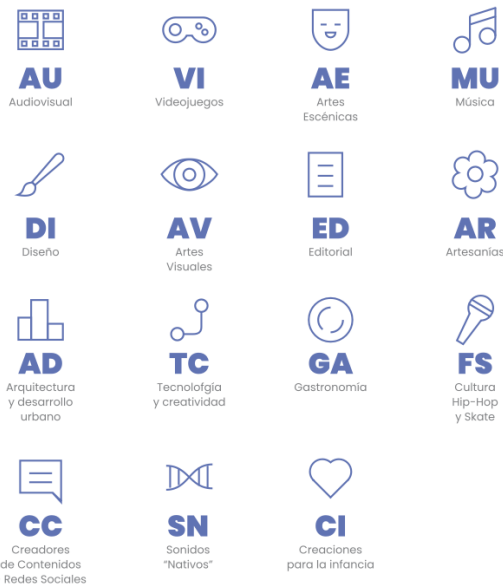 AU
Audiovisual
VI
Videojuegos
AE
Artes
Escénicas
MU
Música
DI
Diseño
AV
Artes
Visuales
ED
Editorial
AR
Artesanías
AD
Arquitectura
y desarrollo
urbano
TC
Tecnolofgía
y creatividad
GA
Gastronomía
FS
Cultura
Hip-Hop
y Skate
CC
Creadores
de Contenidos
Redes Sociales
SN
Sonidos
“Nativos”
CI
Creaciones
para la infancia